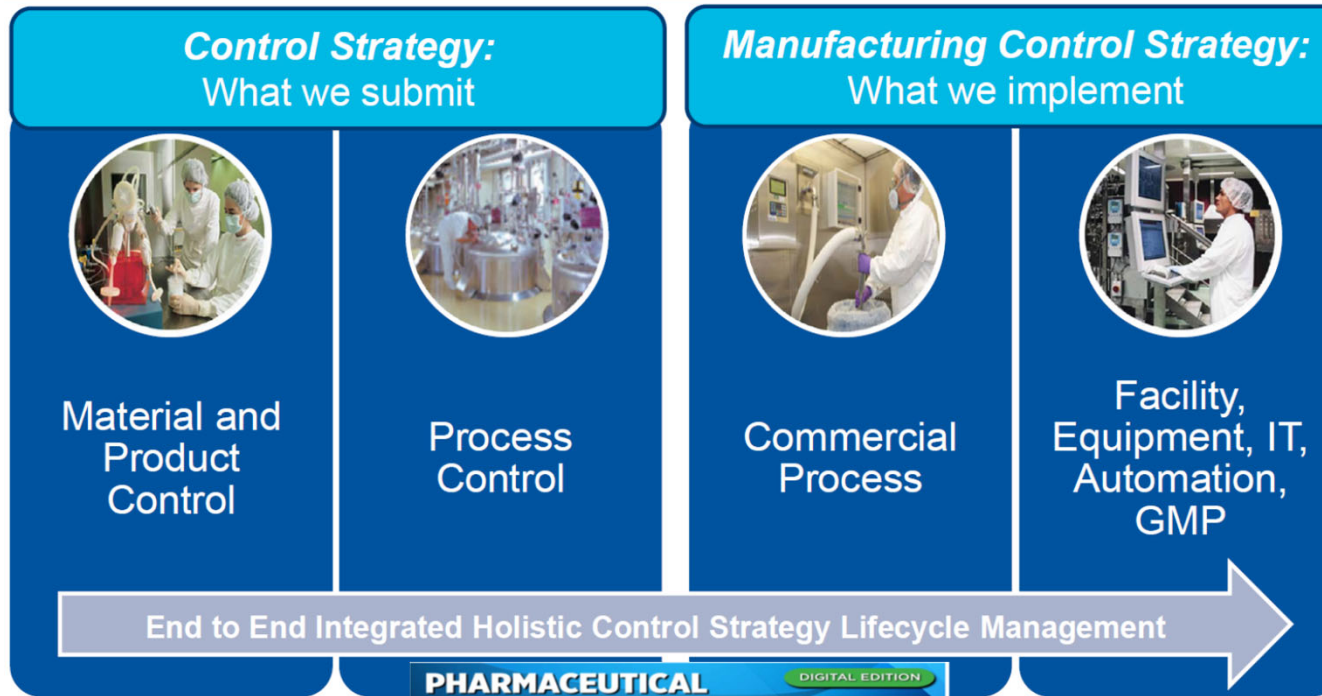 Control Strategy:
What we submit
Manufacturing Control Strategy:
What we implement
Material and
Product
Control
Process
Control
Commercial
Process
Facility,
Equipment, IT,
Automation,
GMP
End to End Integrated Holistic Control Strategy Lifecycle Management
PHARMACEUTICAL
DIGITAL EDITION